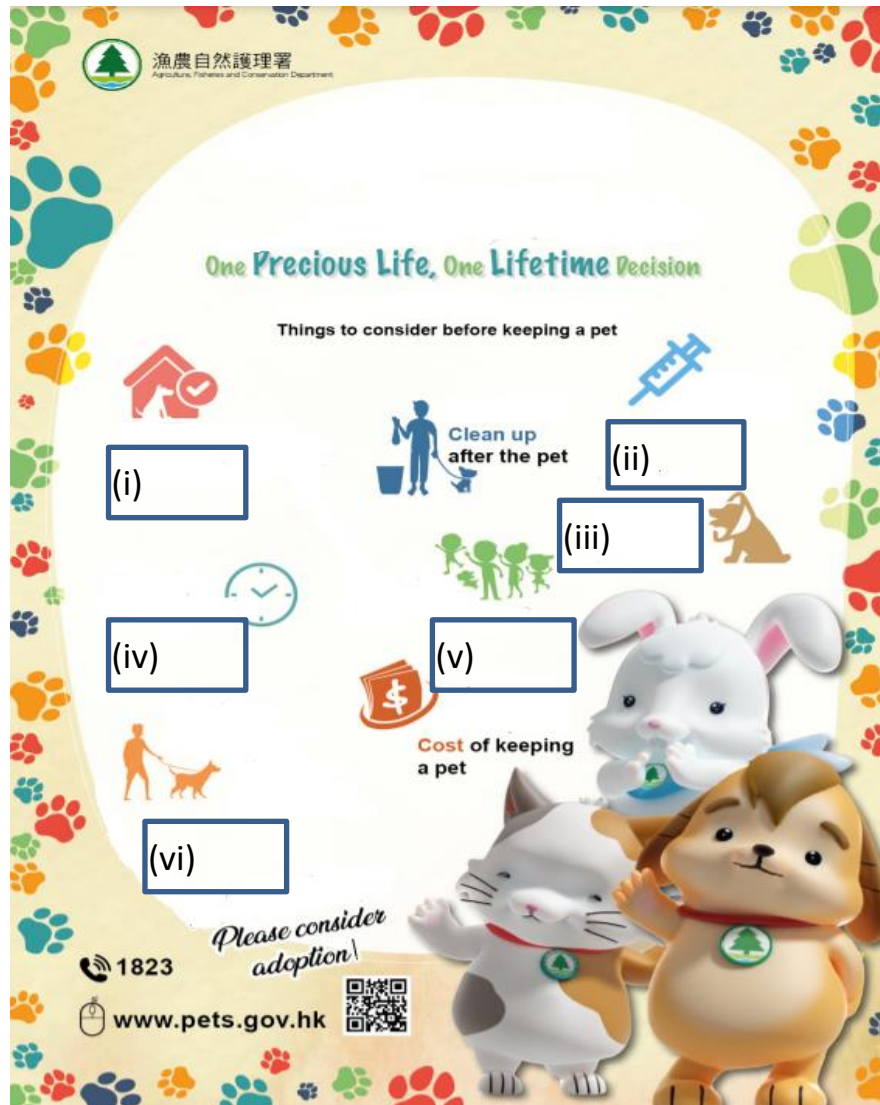 漁農自然護理署
Agriculture, Fisheries and Conservation Department
One Precious Life, One Lifetime Decision
Things to consider before keeping a pet
Clean up
after the pet
(i)
(ii)
(iii)
(iv)
(v)
Cost of keeping
a pet
(vi)
Please consider
adoption!
1823
www.pets.gov.hk